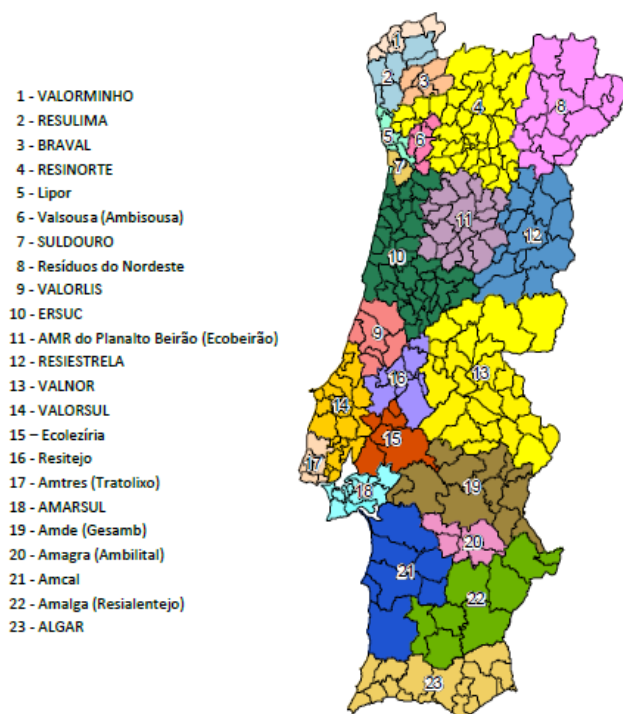 1 - VALORMINHO
2 - RESULIMA
3 - BRAVAL
4 - RESINORTE
5 - Lipor
6 - Valsousa (Ambisousa)
7 - SULDOURO
8 - Resíduos do Nordeste
9 - VALORLIS
10 - ERSUC
11 - AMR do Planalto Beirão (Ecobeirão)
12 - RESIESTRELA
13 - VALNOR
14 - VALORSUL
15 – Ecolezíria
16 - Resitejo
17 - Amtres (Tratolixo)
18 - AMARSUL
19 - Amde (Gesamb)
20 - Amagra (Ambilital)
21 - Amcal
22 - Amalga (Resialentejo)
23 - ALGAR
1
2
3
4
8
5
6
7
11
12
10
9
13
16
14
15
17
18
19
20
21
22
23